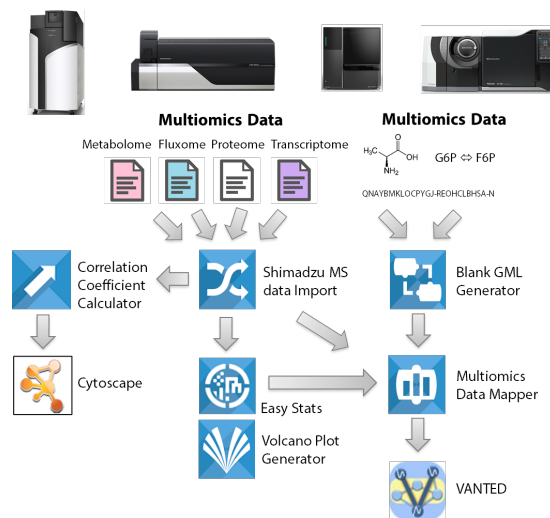 Multiomics Data
Multiomics Data
Metabolome Fluxome Proteome Transcriptome
O
H₃C
OH
NH₂
G6P ⇔ F6P
QNAYBMKLOCPYGJ-REOHCLBHSA-N
Correlation
Coefficient
Calculator
Shimadzu MS
data Import
Blank GML
Generator
Cytoscape
Easy Stats
Multiomics
Data Mapper
Volcano Plot
Generator
VANTED